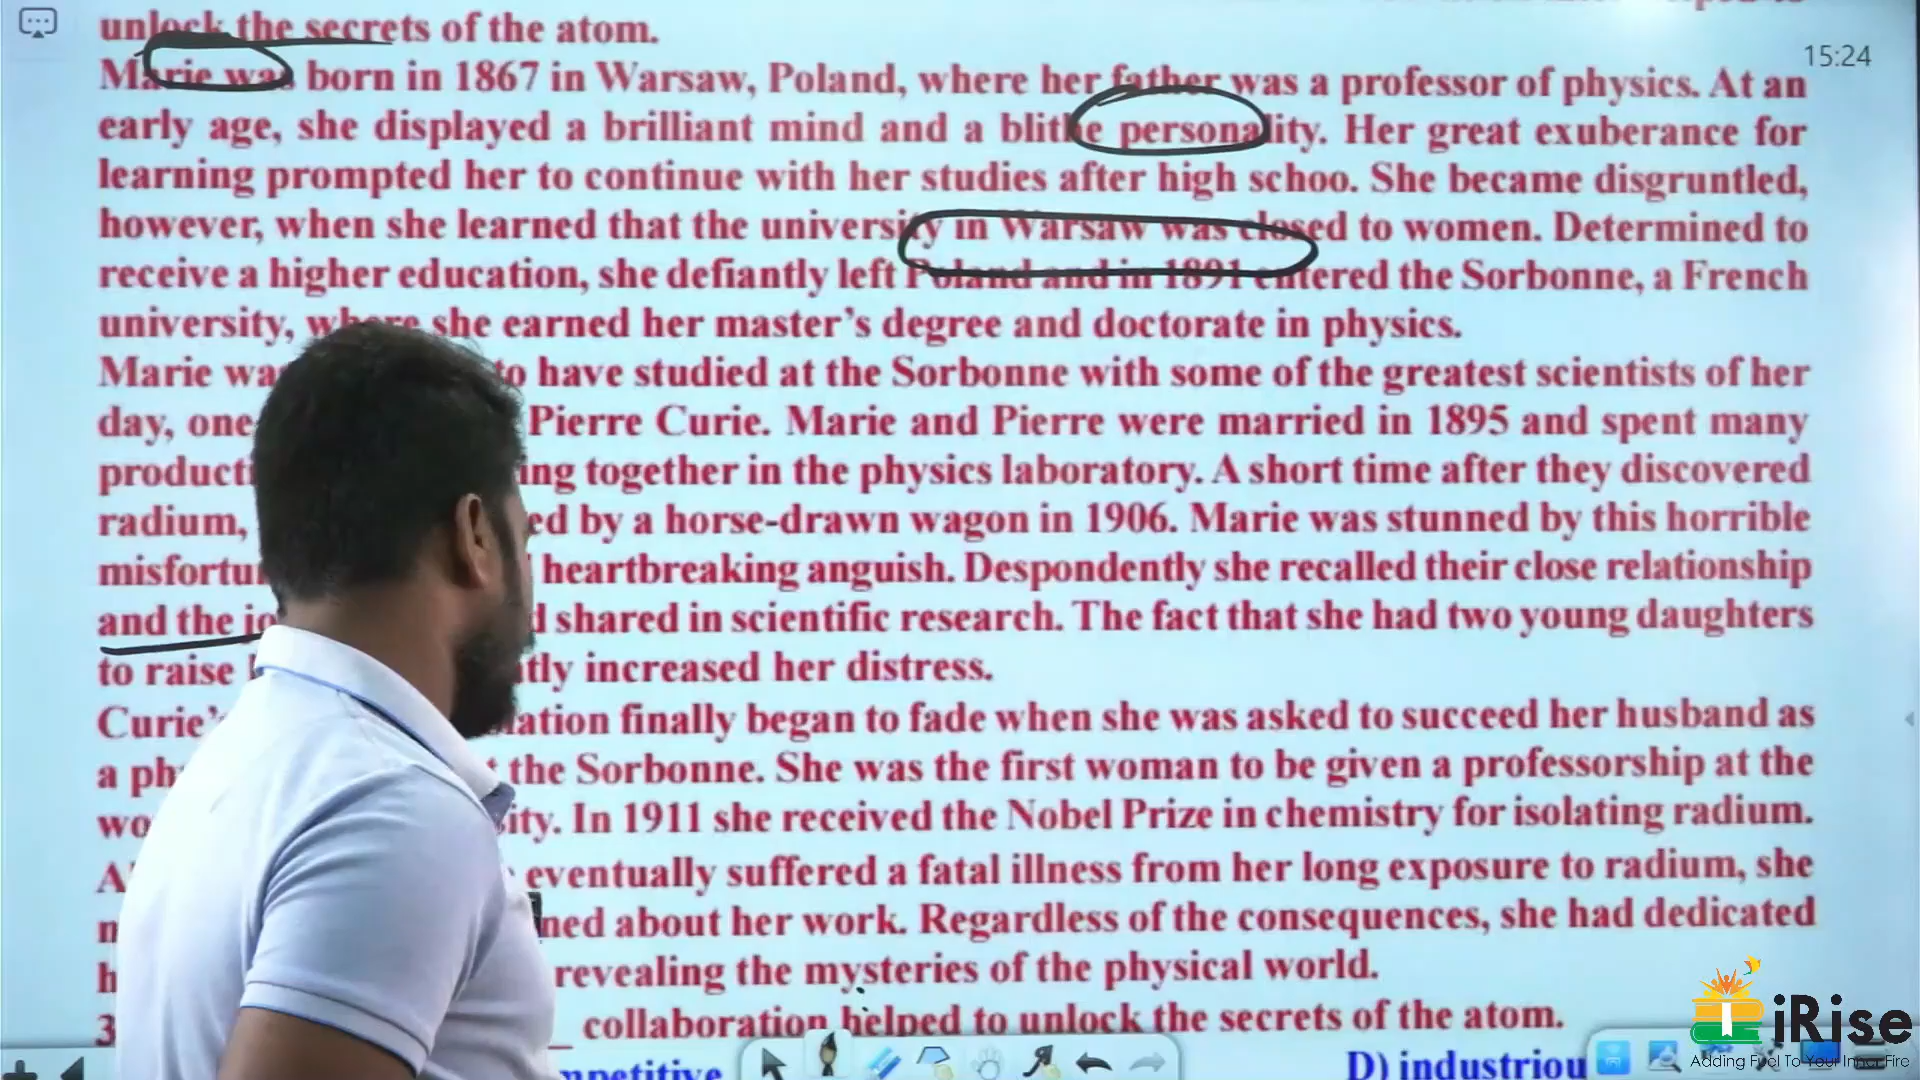 unlock the secrets of the atom.
15:24
Marie was born in 1867 in Warsaw, Poland, where her father was a professor of physics. At an
early age, she displayed a brilliant mind and a blithe personality. Her great exuberance for
learning prompted her to continue with her studies after high schoo. She became disgruntled,
however, when she learned that the university in Warsaw was closed to women. Determined to
receive a higher education, she defiantly left Poland and in 1891 entered the Sorbonne, a French
university, where she earned her master's degree and doctorate in physics.
Marie to have studied at the Sorbonne with some of the greatest scientists of her
day, one Pierre Curie. Marie and Pierre were married in 1895 and spent many
together in the physics laboratory. A short time after they discovered
radium, by a horse-drawn wagon in 1906. Marie was stunned by this horrible
heartbreaking anguish. Despondently she recalled their close relationship
and the shared in scientific research. The fact that she had two young daughters
to raise increased her distress.
finally began to fade when she was asked to succeed her husband as
a the Sorbonne. She was the first woman to be given a professorship at the
In 1911 she received the Nobel Prize in chemistry for isolating radium.
eventually suffered a fatal illness from her long exposure to radium, she
about her work. Regardless of the consequences, she had dedicated
revealing the mysteries of the physical world.
3 collaboration helped to unlock the secrets of the atom.
D)
iRise
Adding Fuel To Your Inner Fire